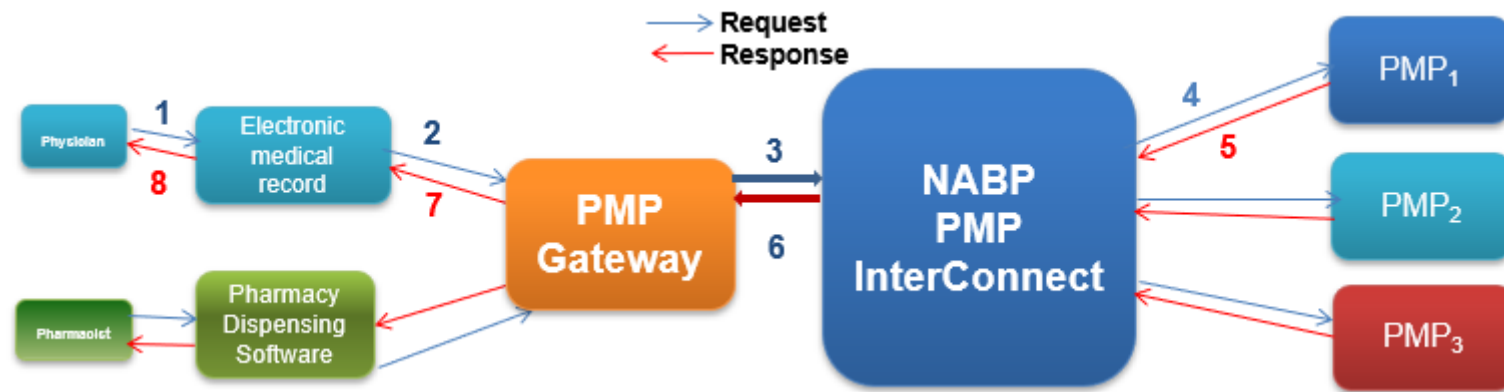 Request
Response
Physician
1
8
Electronic
medical
record
2
7
PMP
Gateway
3
6
NABP
PMP
InterConnect
4
5
PMP₁
PMP₂
PMP₃
Pharmacist
Pharmacy
Dispensing
Software